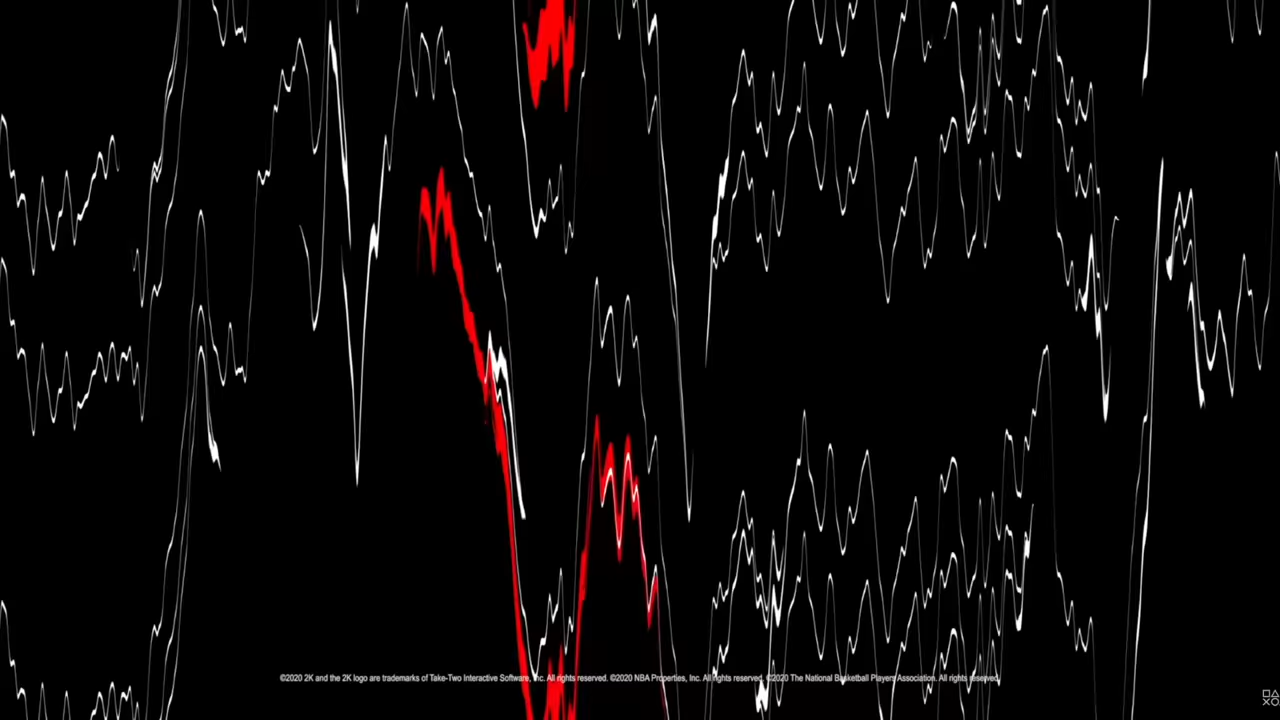 ©2020 2K and the 2K logo are trademarks of Take-Two Interactive Software, Inc. All rights reserved. ©2020 NBA Properties, Inc. All rights reserved. ©2020 The National Basketball Players Association. All rights reserved.